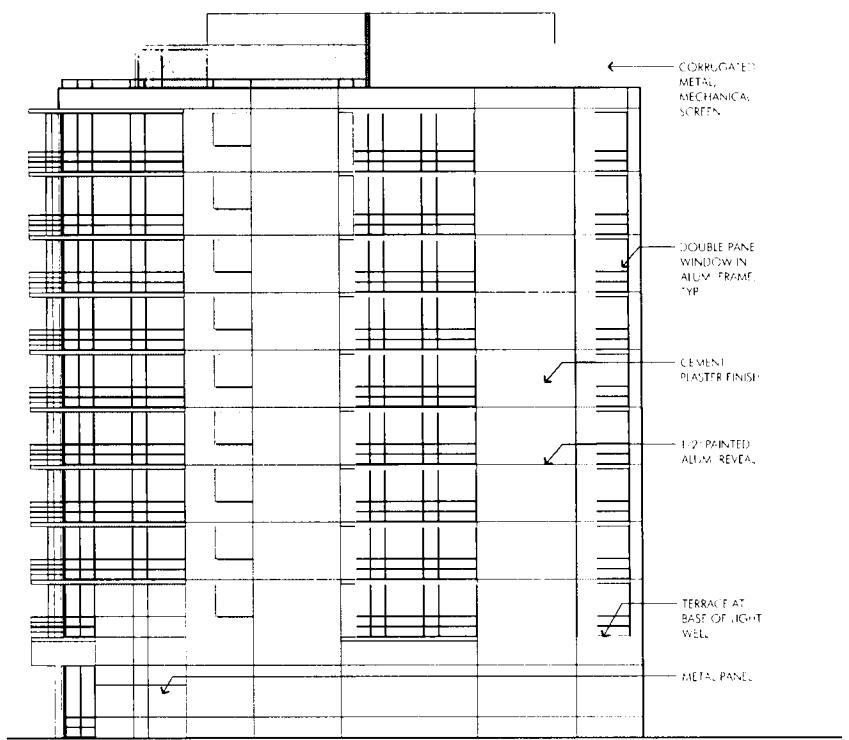 CORRUGATED
METAL,
MECHANICAL
SCREEN
DOUBLE PANE
WINDOW IN
ALUM. FRAME,
TYP.
CEMENT
PLASTER FINISH
1/2" PAINTED
ALUM. REVEAL
TERRACE AT
BASE OF LIGHT
WELL
METAL PANEL